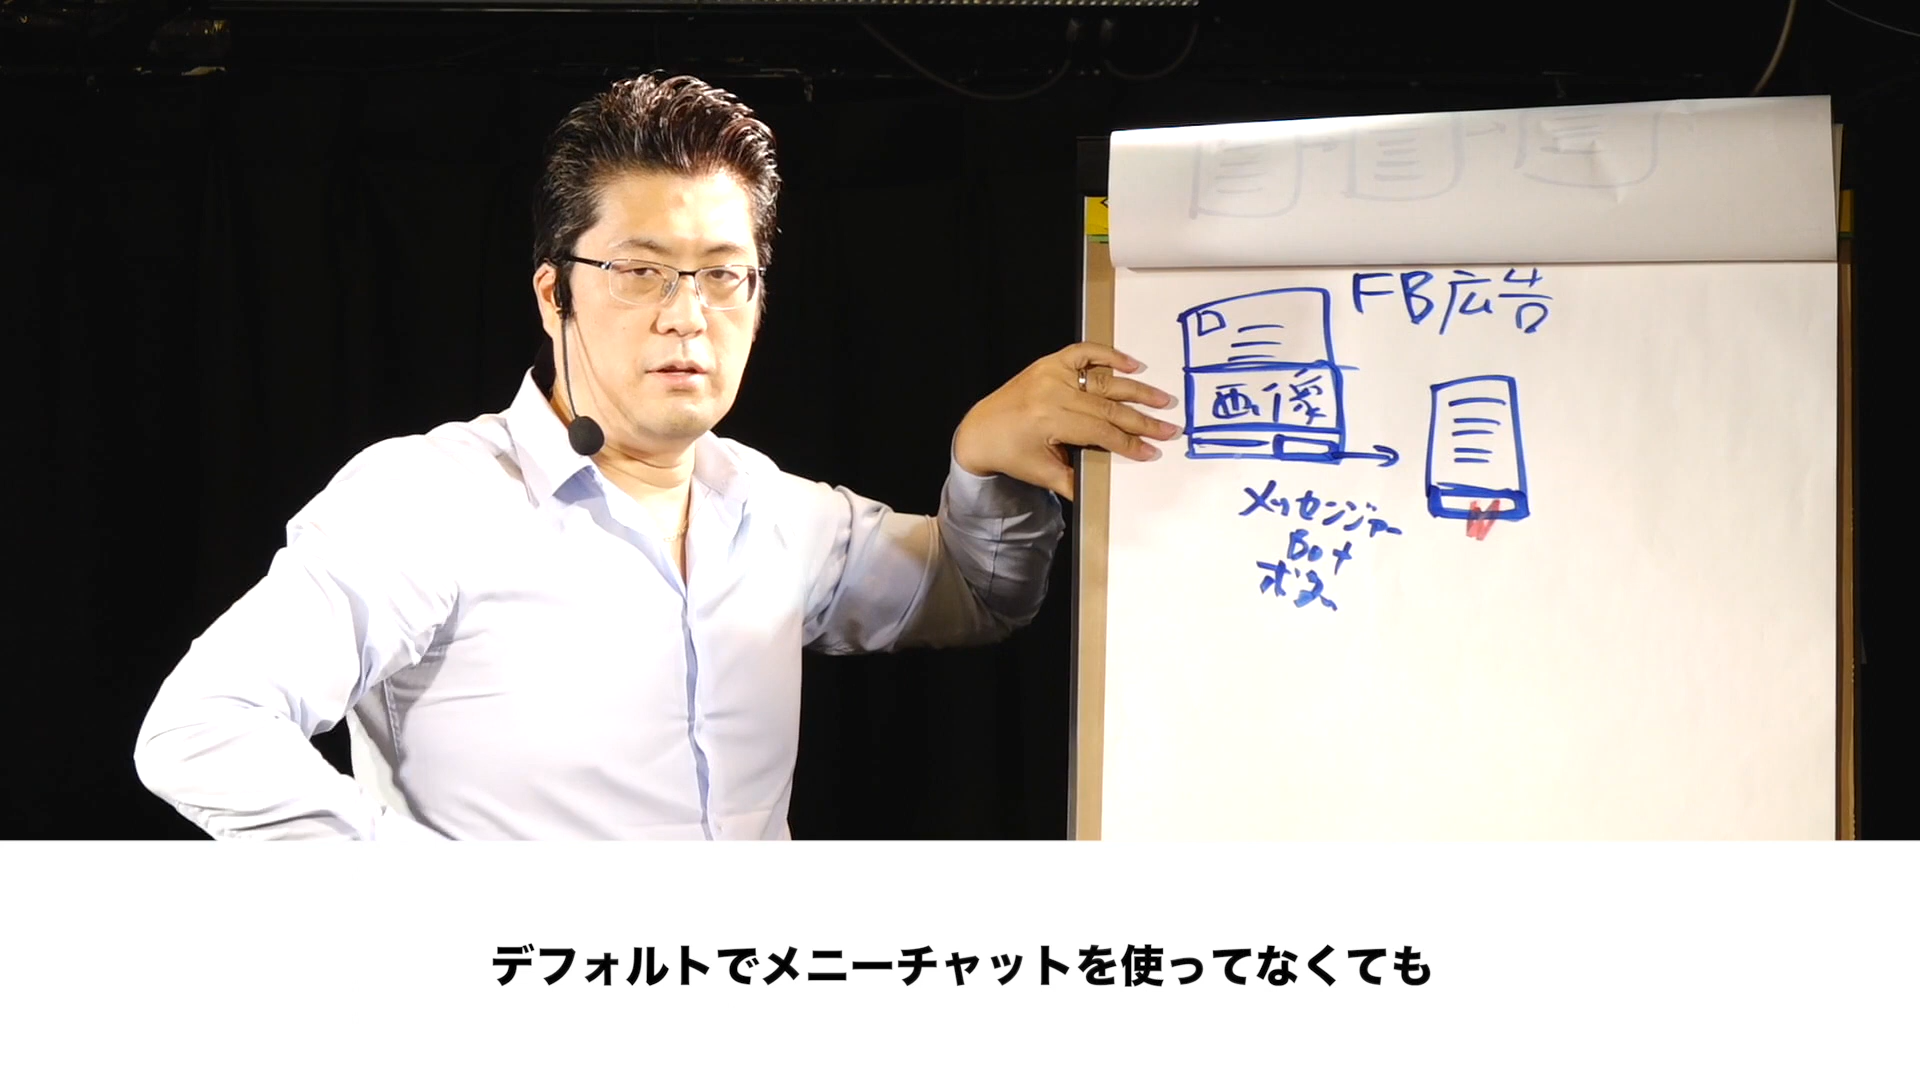 FB広告
画像
メッセンジャー
Bot
ボタン
デフォルトでメニーチャットを使ってなくても